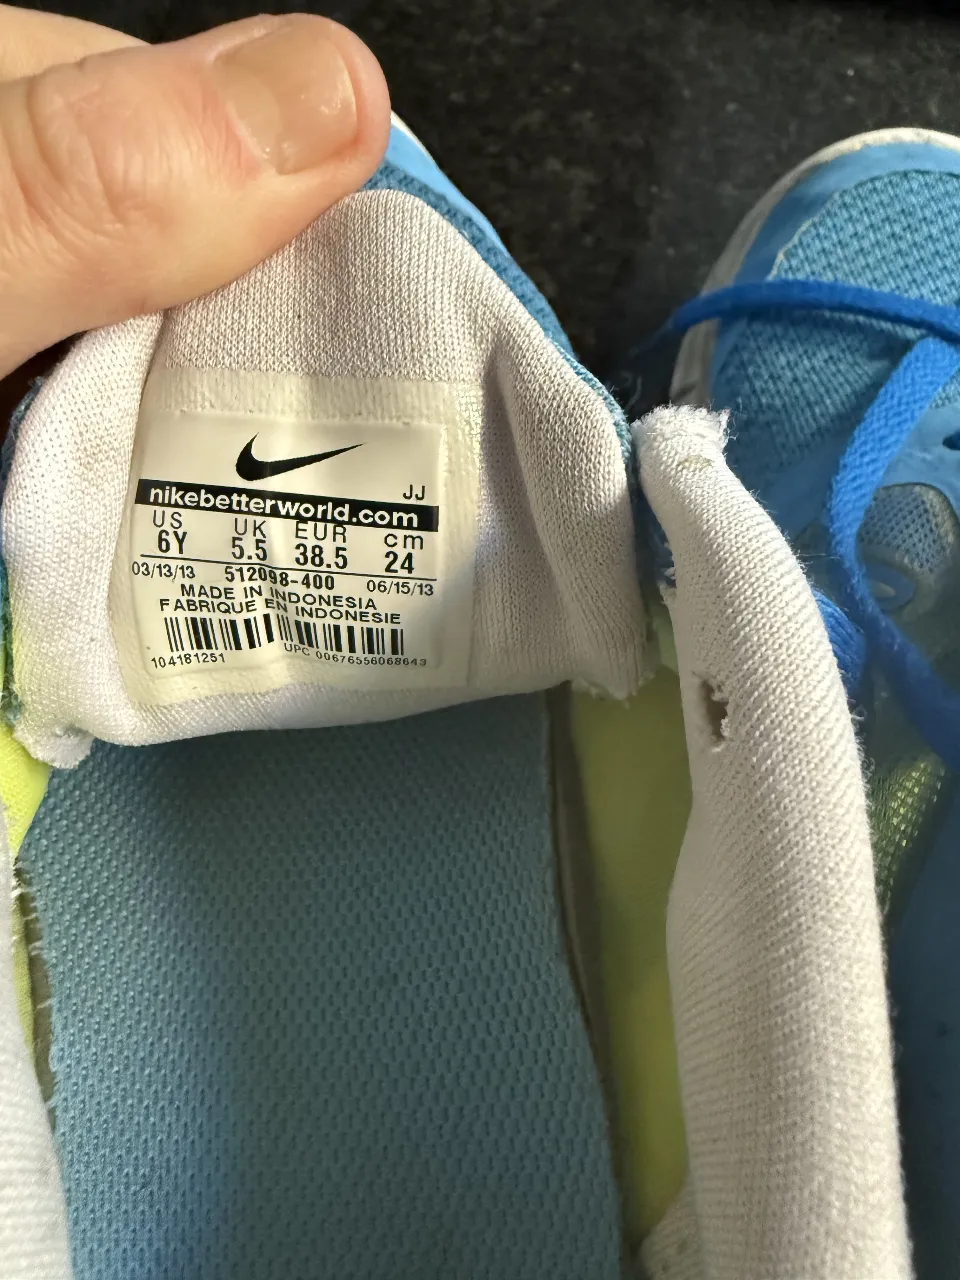 JJ
nikebetterworld.com
US UK EUR cm
6Y 5.5 38.5 24
03/13/13 512098-400 06/15/13
MADE IN INDONESIA
FABRIQUE EN INDONESIE
104181251 UPC 00676556068643